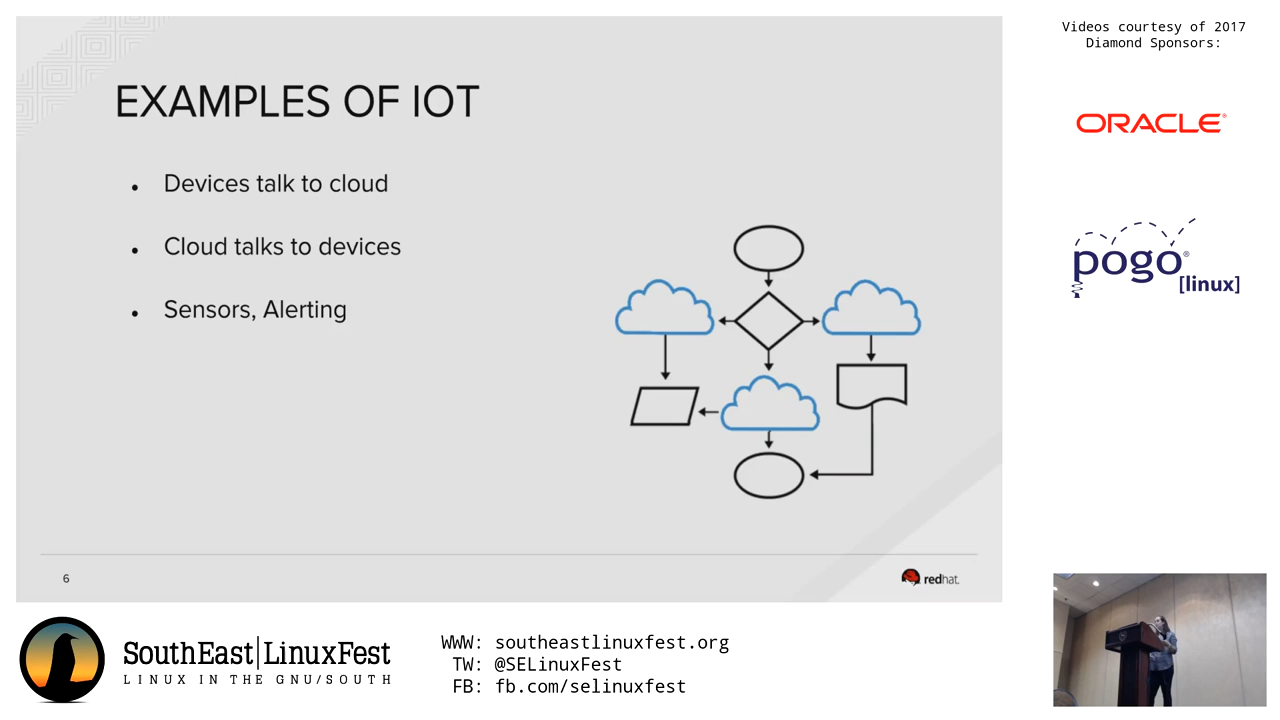 Videos courtesy of 2017
Diamond Sponsors:
EXAMPLES OF IOT
• Devices talk to cloud
• Cloud talks to devices
• Sensors, Alerting
ORACLE®
pogo®
[linux]
6
redhat.
SouthEast|LinuxFest
LINUX IN THE GNU/SOUTH
WWW: southeastlinuxfest.org
TW: @SELinuxFest
FB: fb.com/selinuxfest